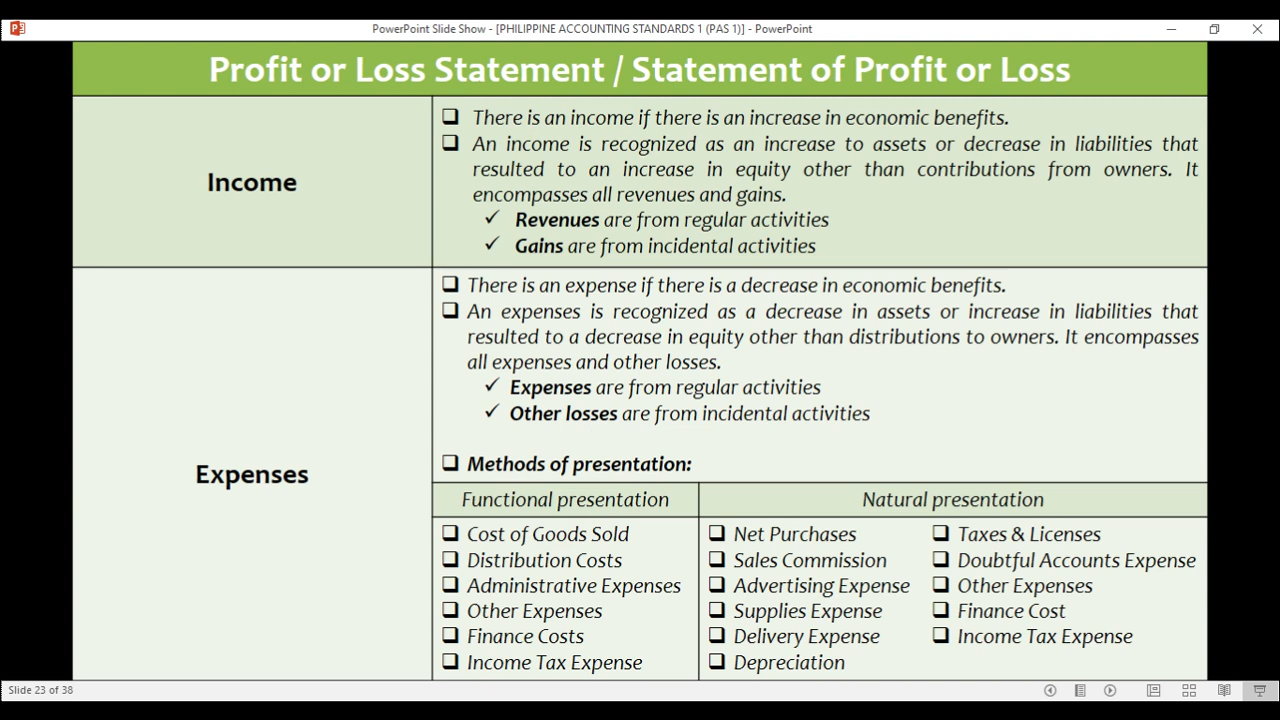 PowerPoint Slide Show - [PHILIPPINE ACCOUNTING STANDARDS 1 (PAS 1)] - PowerPoint
Profit or Loss Statement / Statement of Profit or Loss
Income
There is an income if there is an increase in economic benefits.
An income is recognized as an increase to assets or decrease in liabilities that
resulted to an increase in equity other than contributions from owners. It
encompasses all revenues and gains.
Revenues are from regular activities
Gains are from incidental activities
Expenses
There is an expense if there is a decrease in economic benefits.
An expenses is recognized as a decrease in assets or increase in liabilities that
resulted to a decrease in equity other than distributions to owners. It encompasses
all expenses and other losses.
Expenses are from regular activities
Other losses are from incidental activities
Methods of presentation:
Functional presentation
Cost of Goods Sold
Distribution Costs
Administrative Expenses
Other Expenses
Finance Costs
Income Tax Expense
Natural presentation
Net Purchases
Sales Commission
Advertising Expense
Supplies Expense
Delivery Expense
Depreciation
Taxes & Licenses
Doubtful Accounts Expense
Other Expenses
Finance Cost
Income Tax Expense
Slide 23 of 38